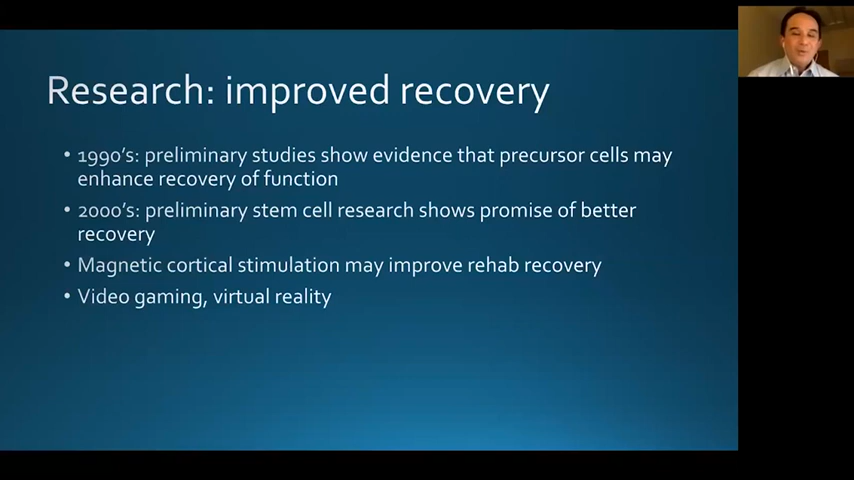 Research: improved recovery
• 1990's: preliminary studies show evidence that precursor cells may
enhance recovery of function
• 2000's: preliminary stem cell research shows promise of better
recovery
• Magnetic cortical stimulation may improve rehab recovery
• Video gaming, virtual reality